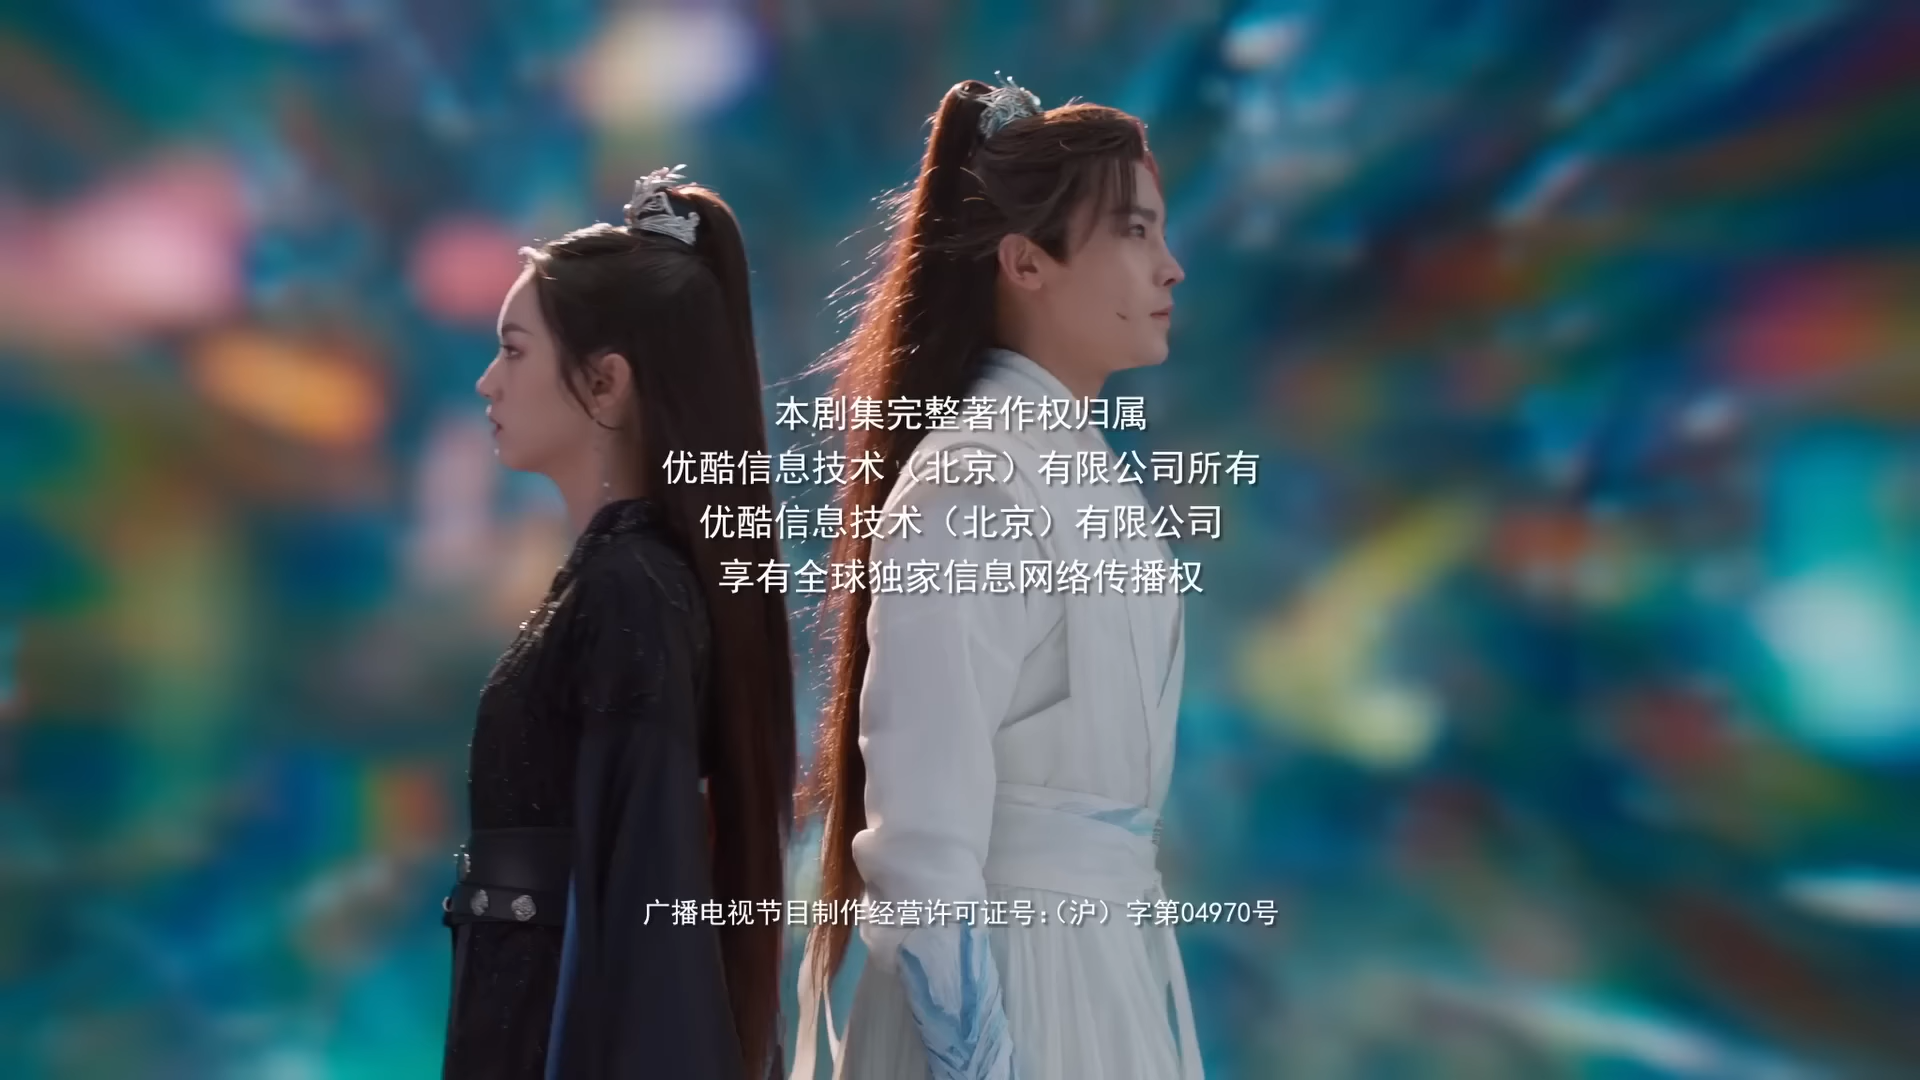 本剧集完整著作权归属
优酷信息技术（北京）有限公司所有
优酷信息技术（北京）有限公司
享有全球独家信息网络传播权
广播电视节目制作经营许可证号：（沪）字第04970号